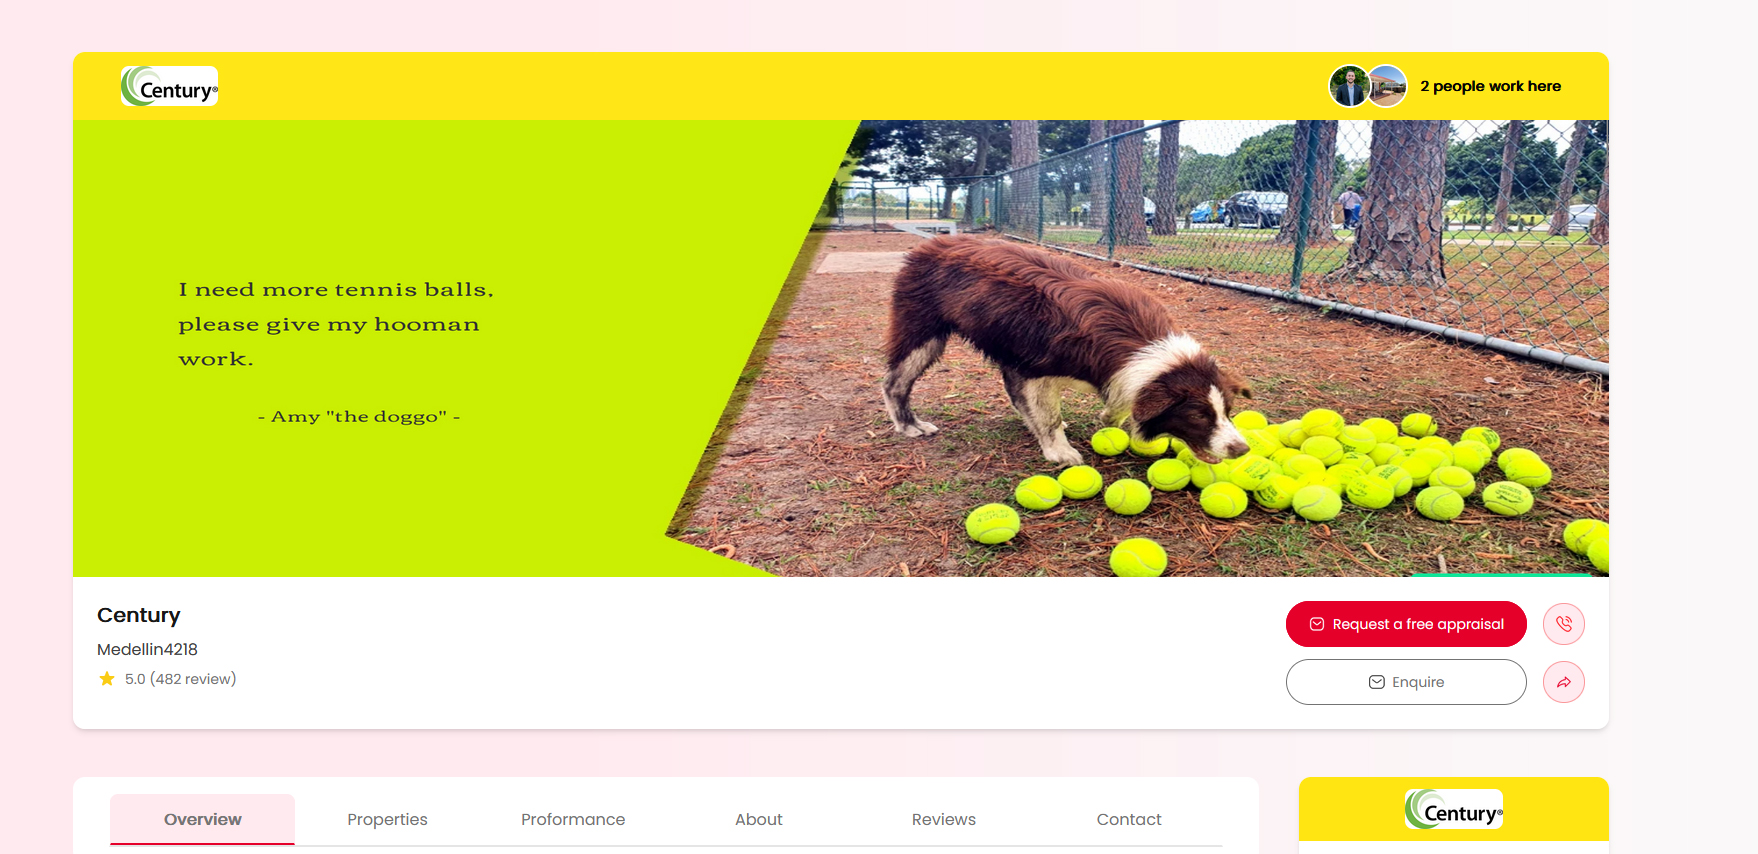 Century®
2 people work here
I need more tennis balls,
please give my hooman
work.
- Amy "the doggo" -
Century
Medellin4218
5.0 (482 review)
Request a free appraisal
Enquire
Overview
Properties
Proformance
About
Reviews
Contact
Century®